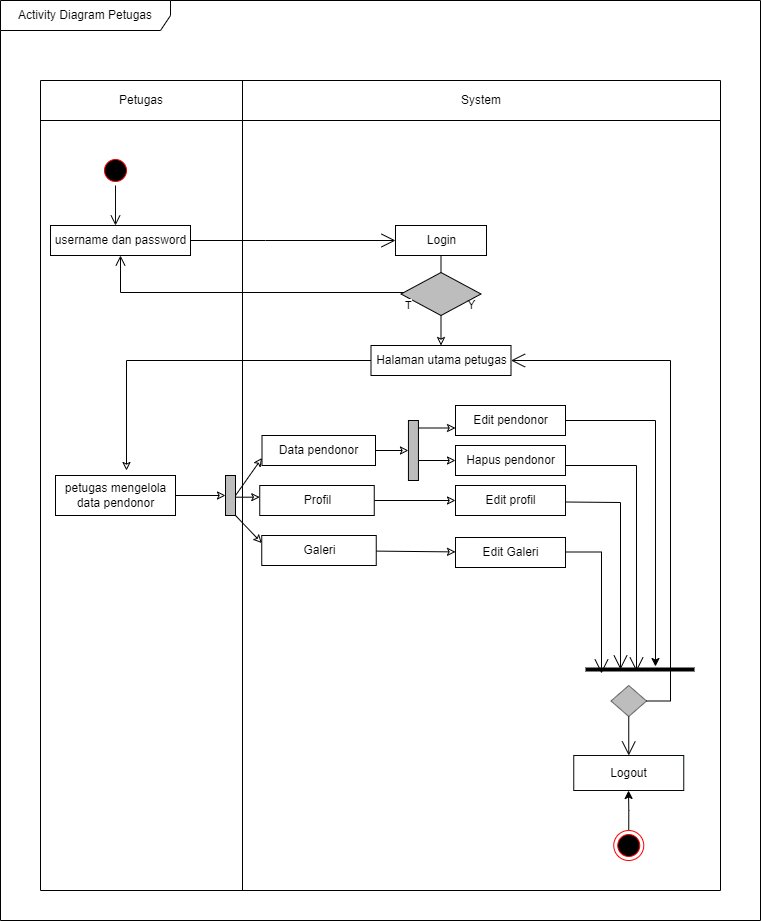 Activity Diagram Petugas
Petugas
System
username dan password
Login
T
Y
Halaman utama petugas
Edit pendonor
Data pendonor
Hapus pendonor
petugas mengelola
data pendonor
Profil
Edit profil
Galeri
Edit Galeri
Logout